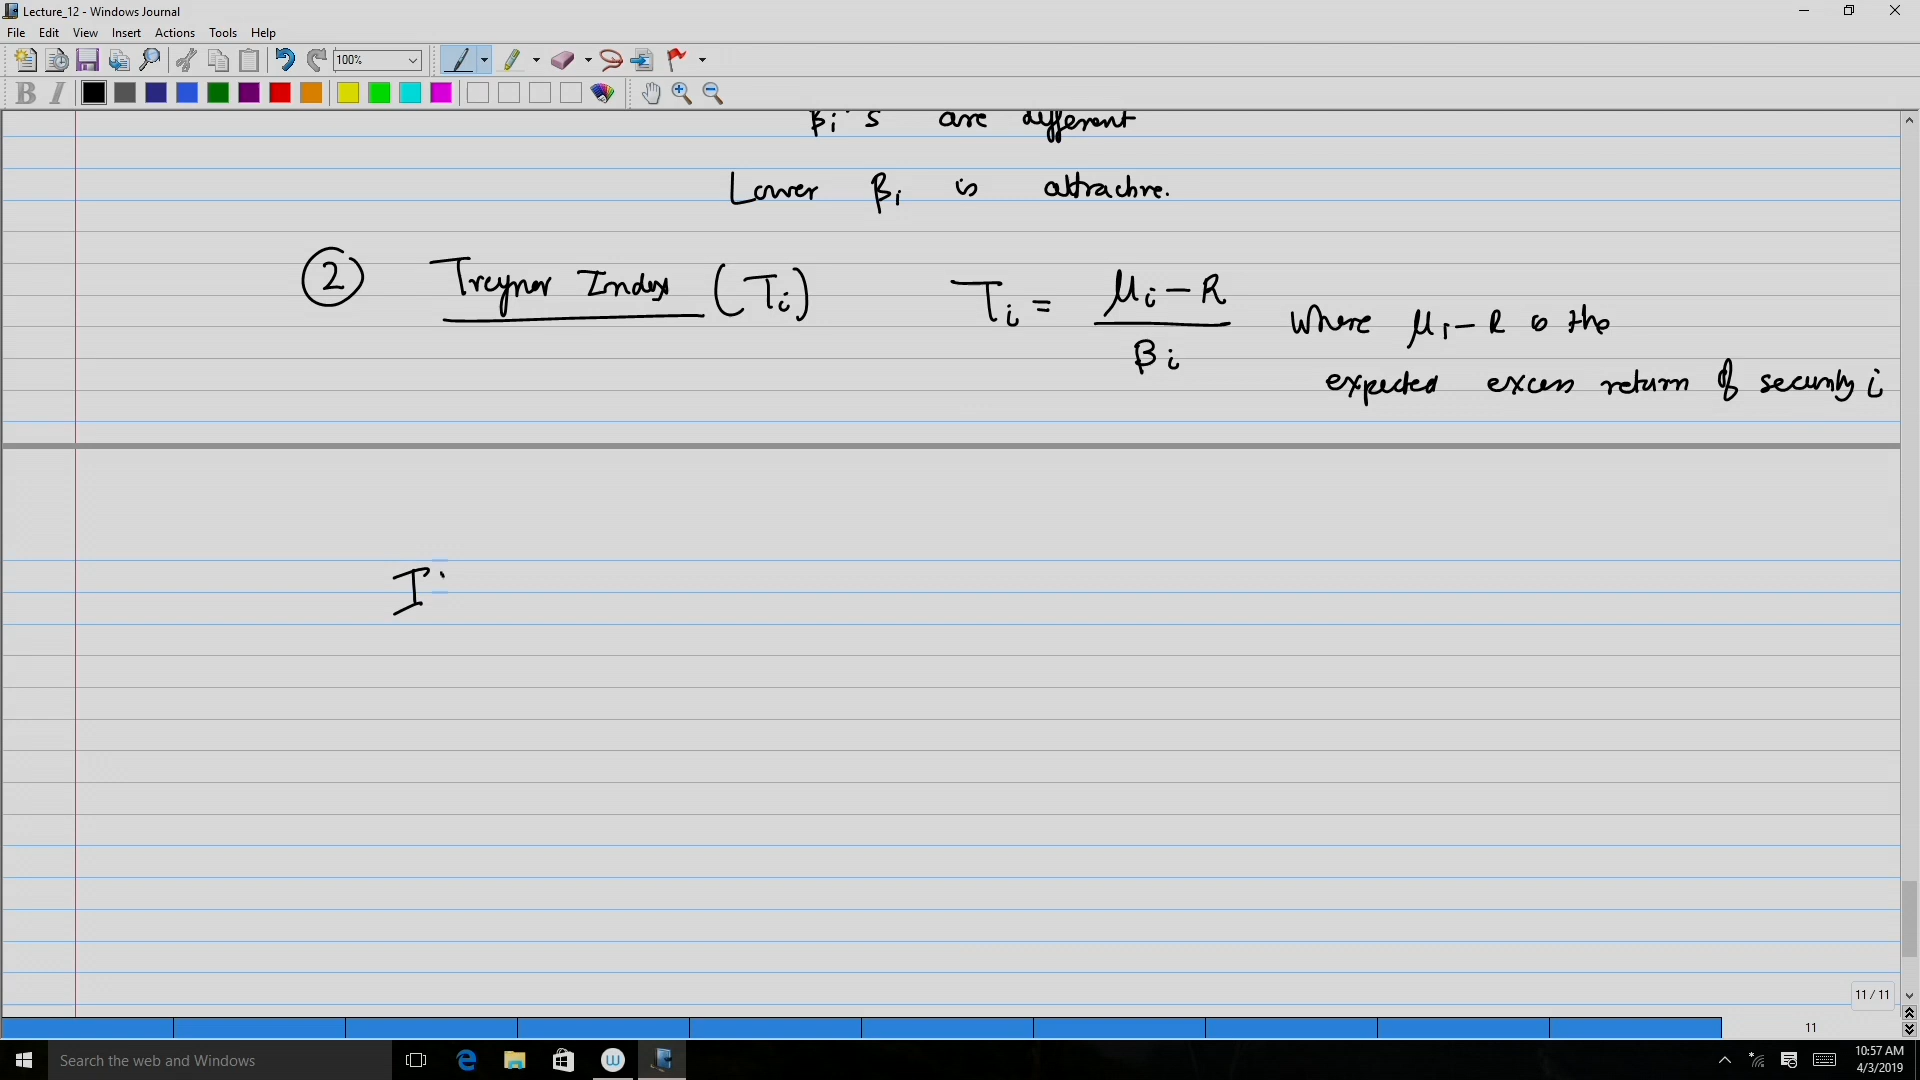 Lecture_12 - Windows Journal
File Edit View Insert Actions Tools Help
100%
B I
βi's are different
Lower βi is attractive.
② Treynor Index (Ti) Ti = μi - R / βi where μi - R is the
expected excess return of security i
I
11 / 11
11
Search the web and Windows
10:57 AM
4/3/2019